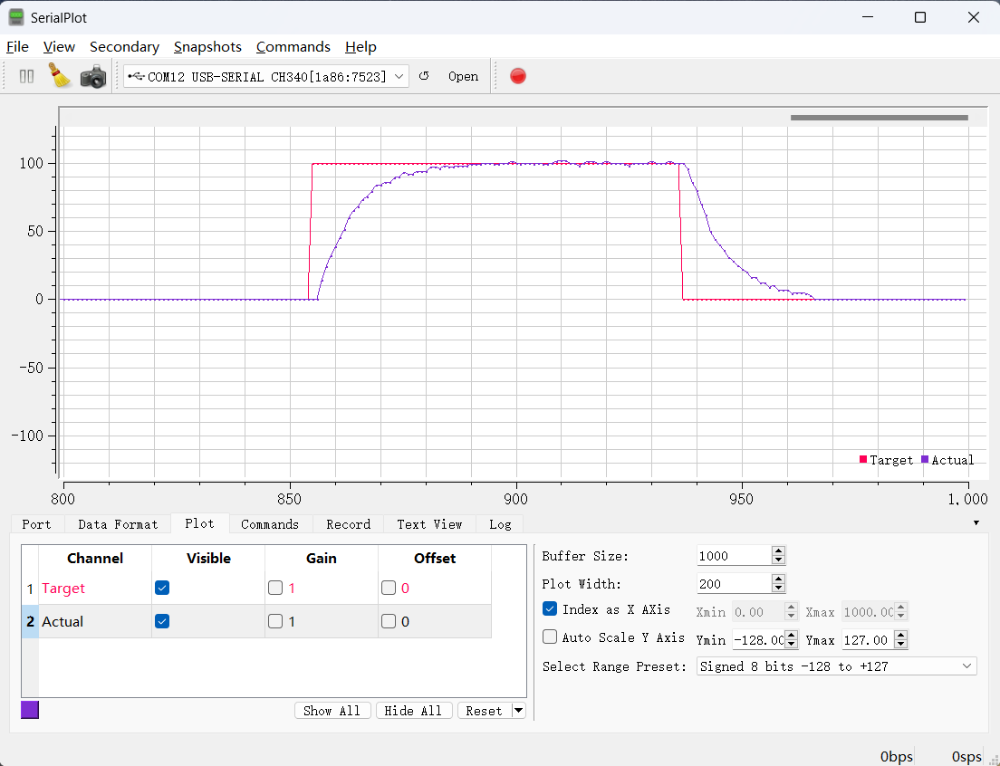 SerialPlot
File View Secondary Snapshots Commands Help
COM12 USB-SERIAL CH340[1a86:7523] Open
100
50
0
-50
-100
Target Actual
800 850 900 950 1,000
Port Data Format Plot Commands Record Text View Log
Channel Visible Gain Offset
1 Target 1 0
2 Actual 1 0
Show All Hide All Reset
Buffer Size: 1000
Plot Width: 200
Index as X AXis Xmin 0.00 Xmax 1000.00
Auto Scale Y Axis Ymin -128.00 Ymax 127.00
Select Range Preset: Signed 8 bits -128 to +127
0bps 0sps